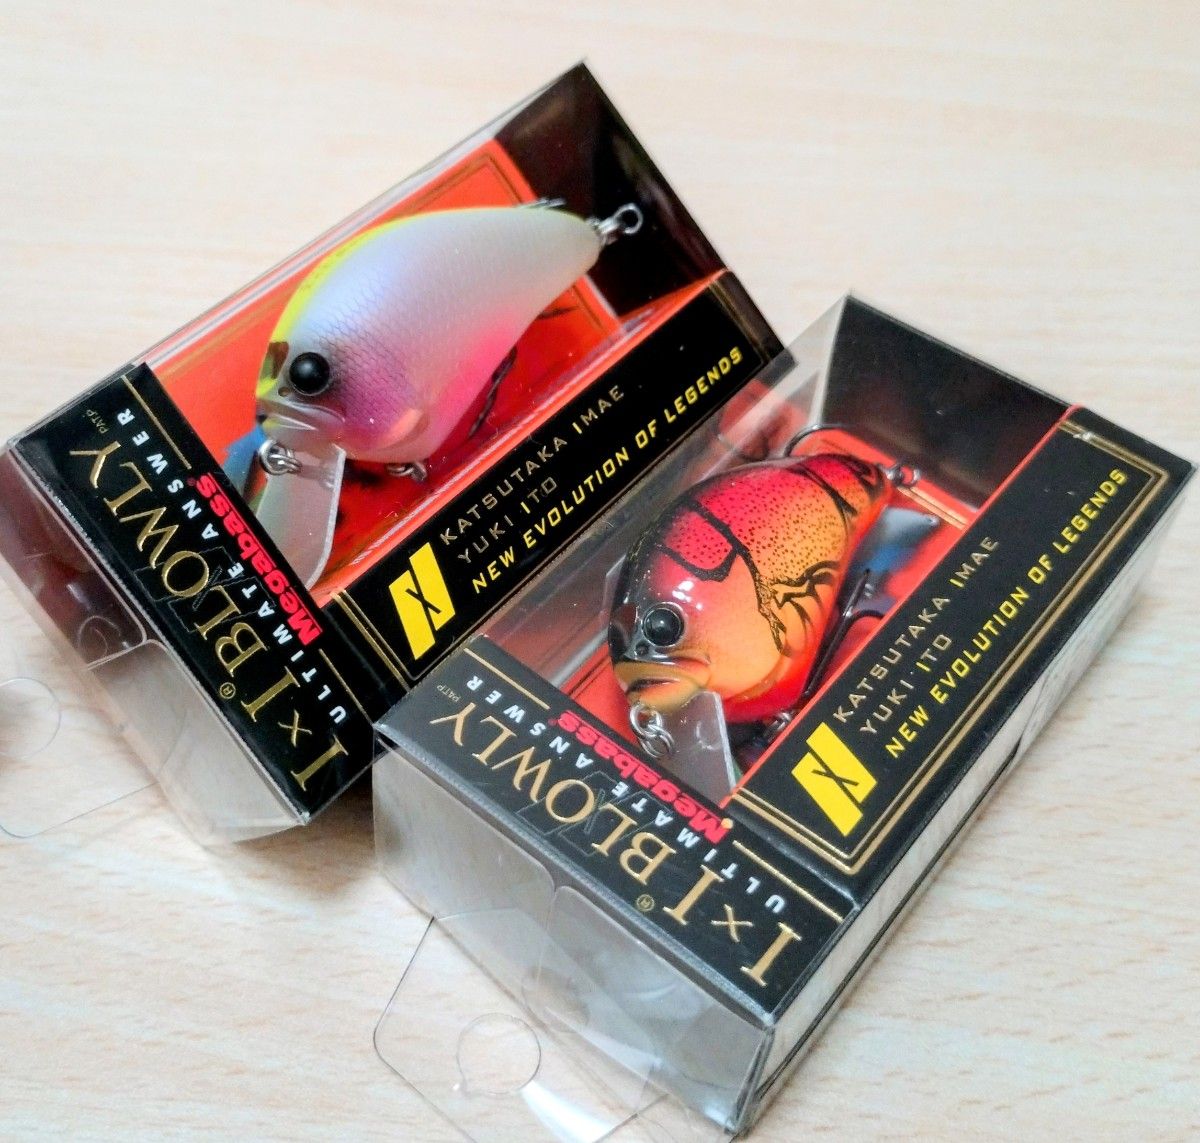 I×I BLOWLY®
PAT.P
ULTIMATE ANSWER
Megabass®
KATSUTAKA IMAE
YUKI ITO
NEW EVOLUTION OF LEGENDS
I×I BLOWLY®
PAT.P
ULTIMATE ANSWER
Megabass®
KATSUTAKA IMAE
YUKI ITO
NEW EVOLUTION OF LEGENDS